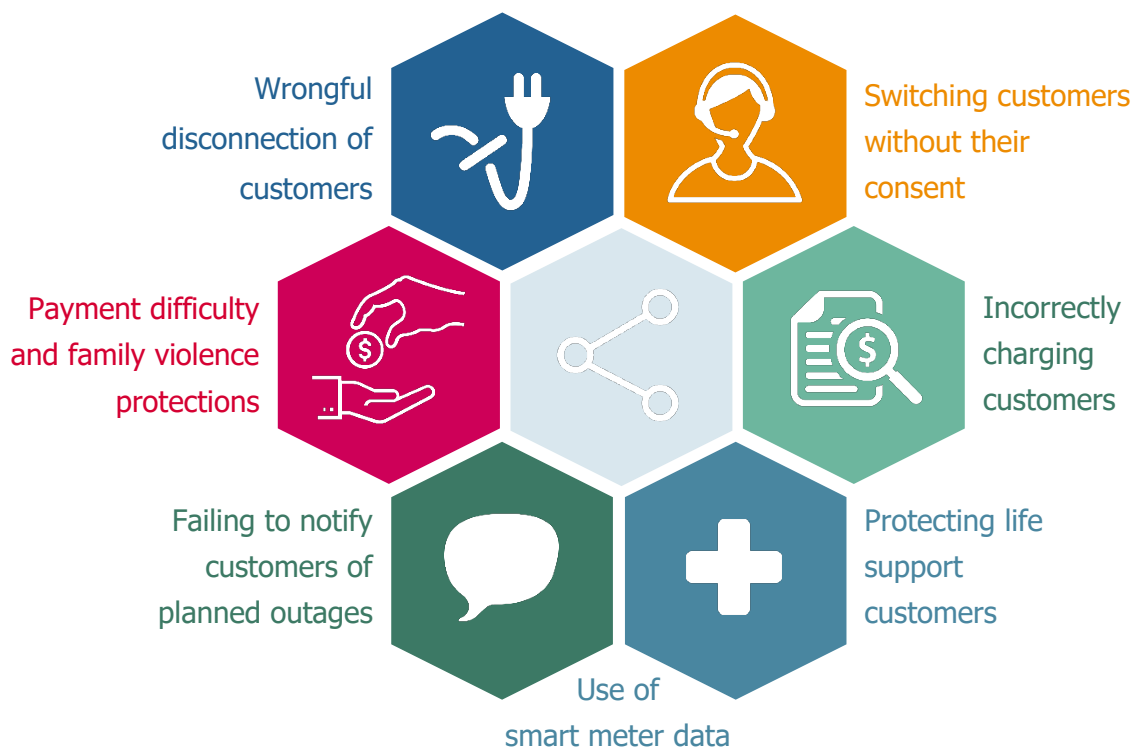 Wrongful
disconnection of
customers
Switching customers
without their
consent
Payment difficulty
and family violence
protections
$
$
Incorrectly
charging
customers
Failing to notify
customers of
planned outages
Protecting life
support
customers
Use of
smart meter data